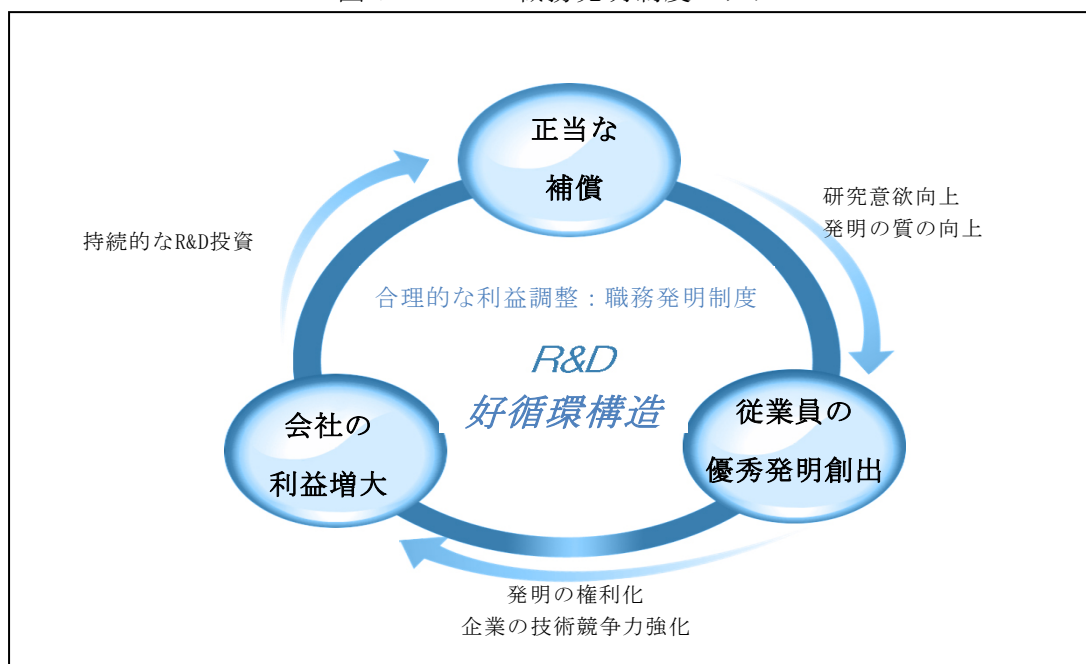 正当な
補償
研究意欲向上
発明の質の向上
持続的なR&D投資
合理的な利益調整：職務発明制度
R&D
好循環構造
会社の
利益増大
従業員の
優秀発明創出
発明の権利化
企業の技術競争力強化